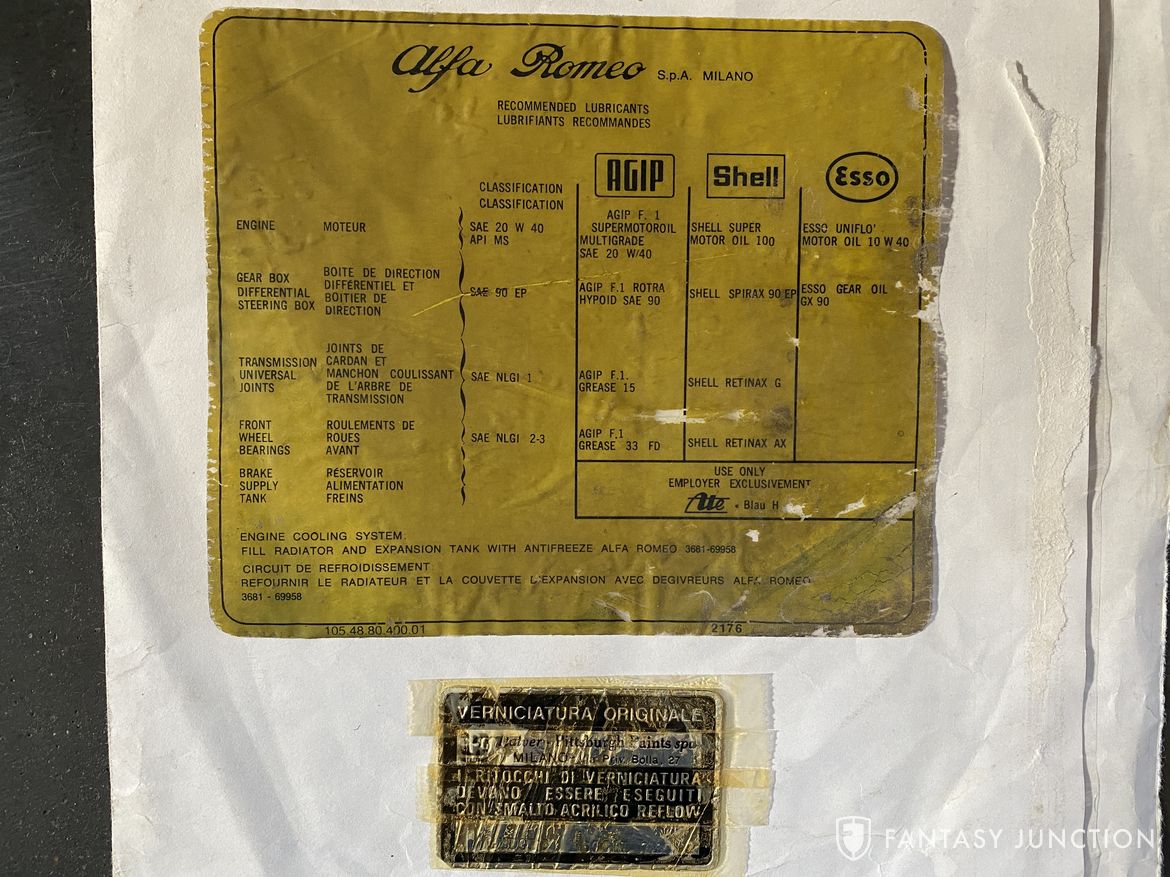 Alfa Romeo S.p.A. MILANO
RECOMMENDED LUBRICANTS
LUBRIFIANTS RECOMMANDES
AGIP Shell Esso
CLASSIFICATION
CLASSIFICATION
ENGINE
MOTEUR
SAE 20 W 40
API MS
AGIP F. 1
SUPERMOTOROIL
MULTIGRADE
SAE 20 W/40
SHELL SUPER
MOTOR OIL 100
ESSO UNIFLO'
MOTOR OIL 10 W 40
GEAR BOX
DIFFERENTIAL
STEERING BOX
BOITE DE DIRECTION
DIFFÉRENTIEL ET
BOITIER DE
DIRECTION
SAE 90 EP
AGIP F.1 ROTRA
HYPOID SAE 90
SHELL SPIRAX 90 EP
ESSO GEAR OIL
GX 90
TRANSMISSION
UNIVERSAL
JOINTS
JOINTS DE
CARDAN ET
MANCHON COULISSANT
DE L'ARBRE DE
TRANSMISSION
SAE NLGI 1
AGIP F.1.
GREASE 15
SHELL RETINAX G
FRONT
WHEEL
BEARINGS
ROULEMENTS DE
ROUES
AVANT
SAE NLGI 2-3
AGIP F.1
GREASE 33 FD
SHELL RETINAX AX
BRAKE
SUPPLY
TANK
RÉSERVOIR
ALIMENTATION
FREINS
USE ONLY
EMPLOYER EXCLUSIVEMENT
Ate • Blau H
ENGINE COOLING SYSTEM:
FILL RADIATOR AND EXPANSION TANK WITH ANTIFREEZE ALFA ROMEO 3681-69958
CIRCUIT DE REFROIDISSEMENT:
REFOURNIR LE RADIATEUR ET LA COUVETTE L'EXPANSION AVEC DEGIVREURS ALFA ROMEO
3681 - 69958
105.48.80.400.01
2176
VERNICIATURA ORIGINALE
Pittsburgh Paints spa
MILANO Priv. Bolla, 27
RITOCCHI DI VERNICIATURA
DEVANO ESSERE ESEGUITI
CON SMALTO ACRILICO REFLOW
FANTASY JUNCTION